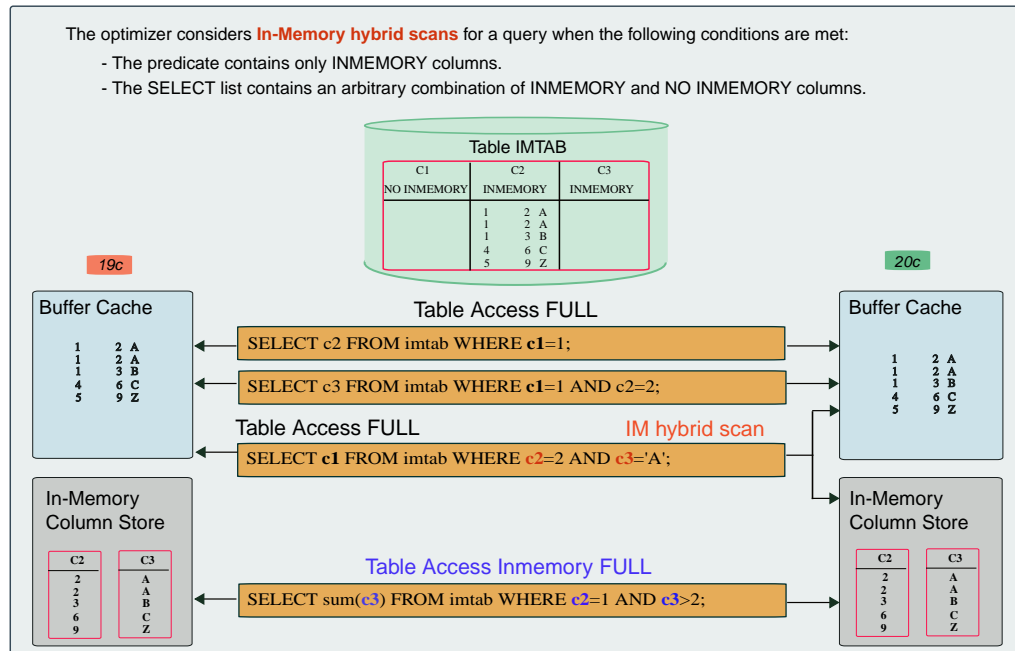 The optimizer considers In-Memory hybrid scans for a query when the following conditions are met:
- The predicate contains only INMEMORY columns.
- The SELECT list contains an arbitrary combination of INMEMORY and NO INMEMORY columns.
Table IMTAB
C1 C2 C3
NO INMEMORY INMEMORY INMEMORY
1 2 A
1 2 A
1 3 B
4 6 C
5 9 Z
19c
20c
Buffer Cache
1 2 A
1 2 A
1 3 B
4 6 C
5 9 Z
Table Access FULL
SELECT c2 FROM imtab WHERE c1=1;
SELECT c3 FROM imtab WHERE c1=1 AND c2=2;
Table Access FULL
IM hybrid scan
SELECT c1 FROM imtab WHERE c2=2 AND c3='A';
Buffer Cache
1 2 A
1 2 A
1 3 B
4 6 C
5 9 Z
In-Memory
Column Store
C2 C3
2 A
2 A
3 B
6 C
9 Z
Table Access Inmemory FULL
SELECT sum(c3) FROM imtab WHERE c2=1 AND c3>2;
In-Memory
Column Store
C2 C3
2 A
2 A
3 B
6 C
9 Z